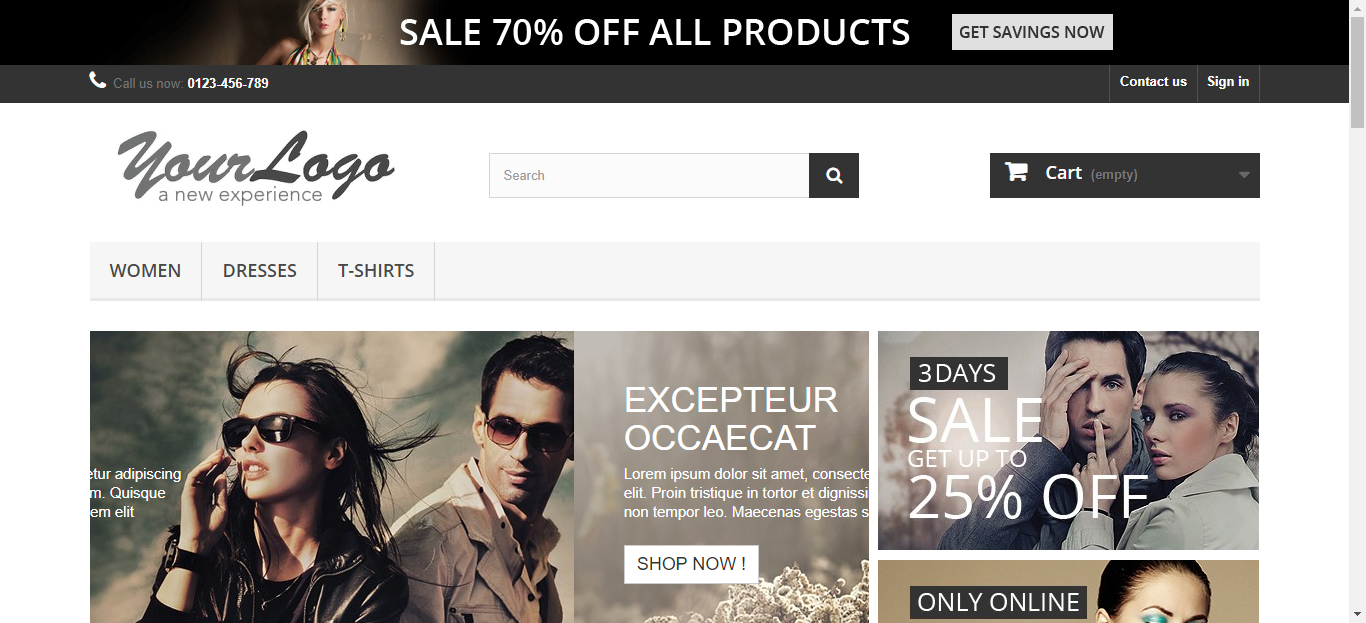 SALE 70% OFF ALL PRODUCTS
GET SAVINGS NOW
Call us now: 0123-456-789
Contact us
Sign in
YourLogo
a new experience
Search
Cart (empty)
WOMEN
DRESSES
T-SHIRTS
etur adipiscing
m. Quisque
em elit
EXCEPTEUR
OCCAECAT
Lorem ipsum dolor sit amet, consecte
elit. Proin tristique in tortor et dignissi
non tempor leo. Maecenas egestas s
SHOP NOW !
3 DAYS
SALE
GET UP TO
25% OFF
ONLY ONLINE